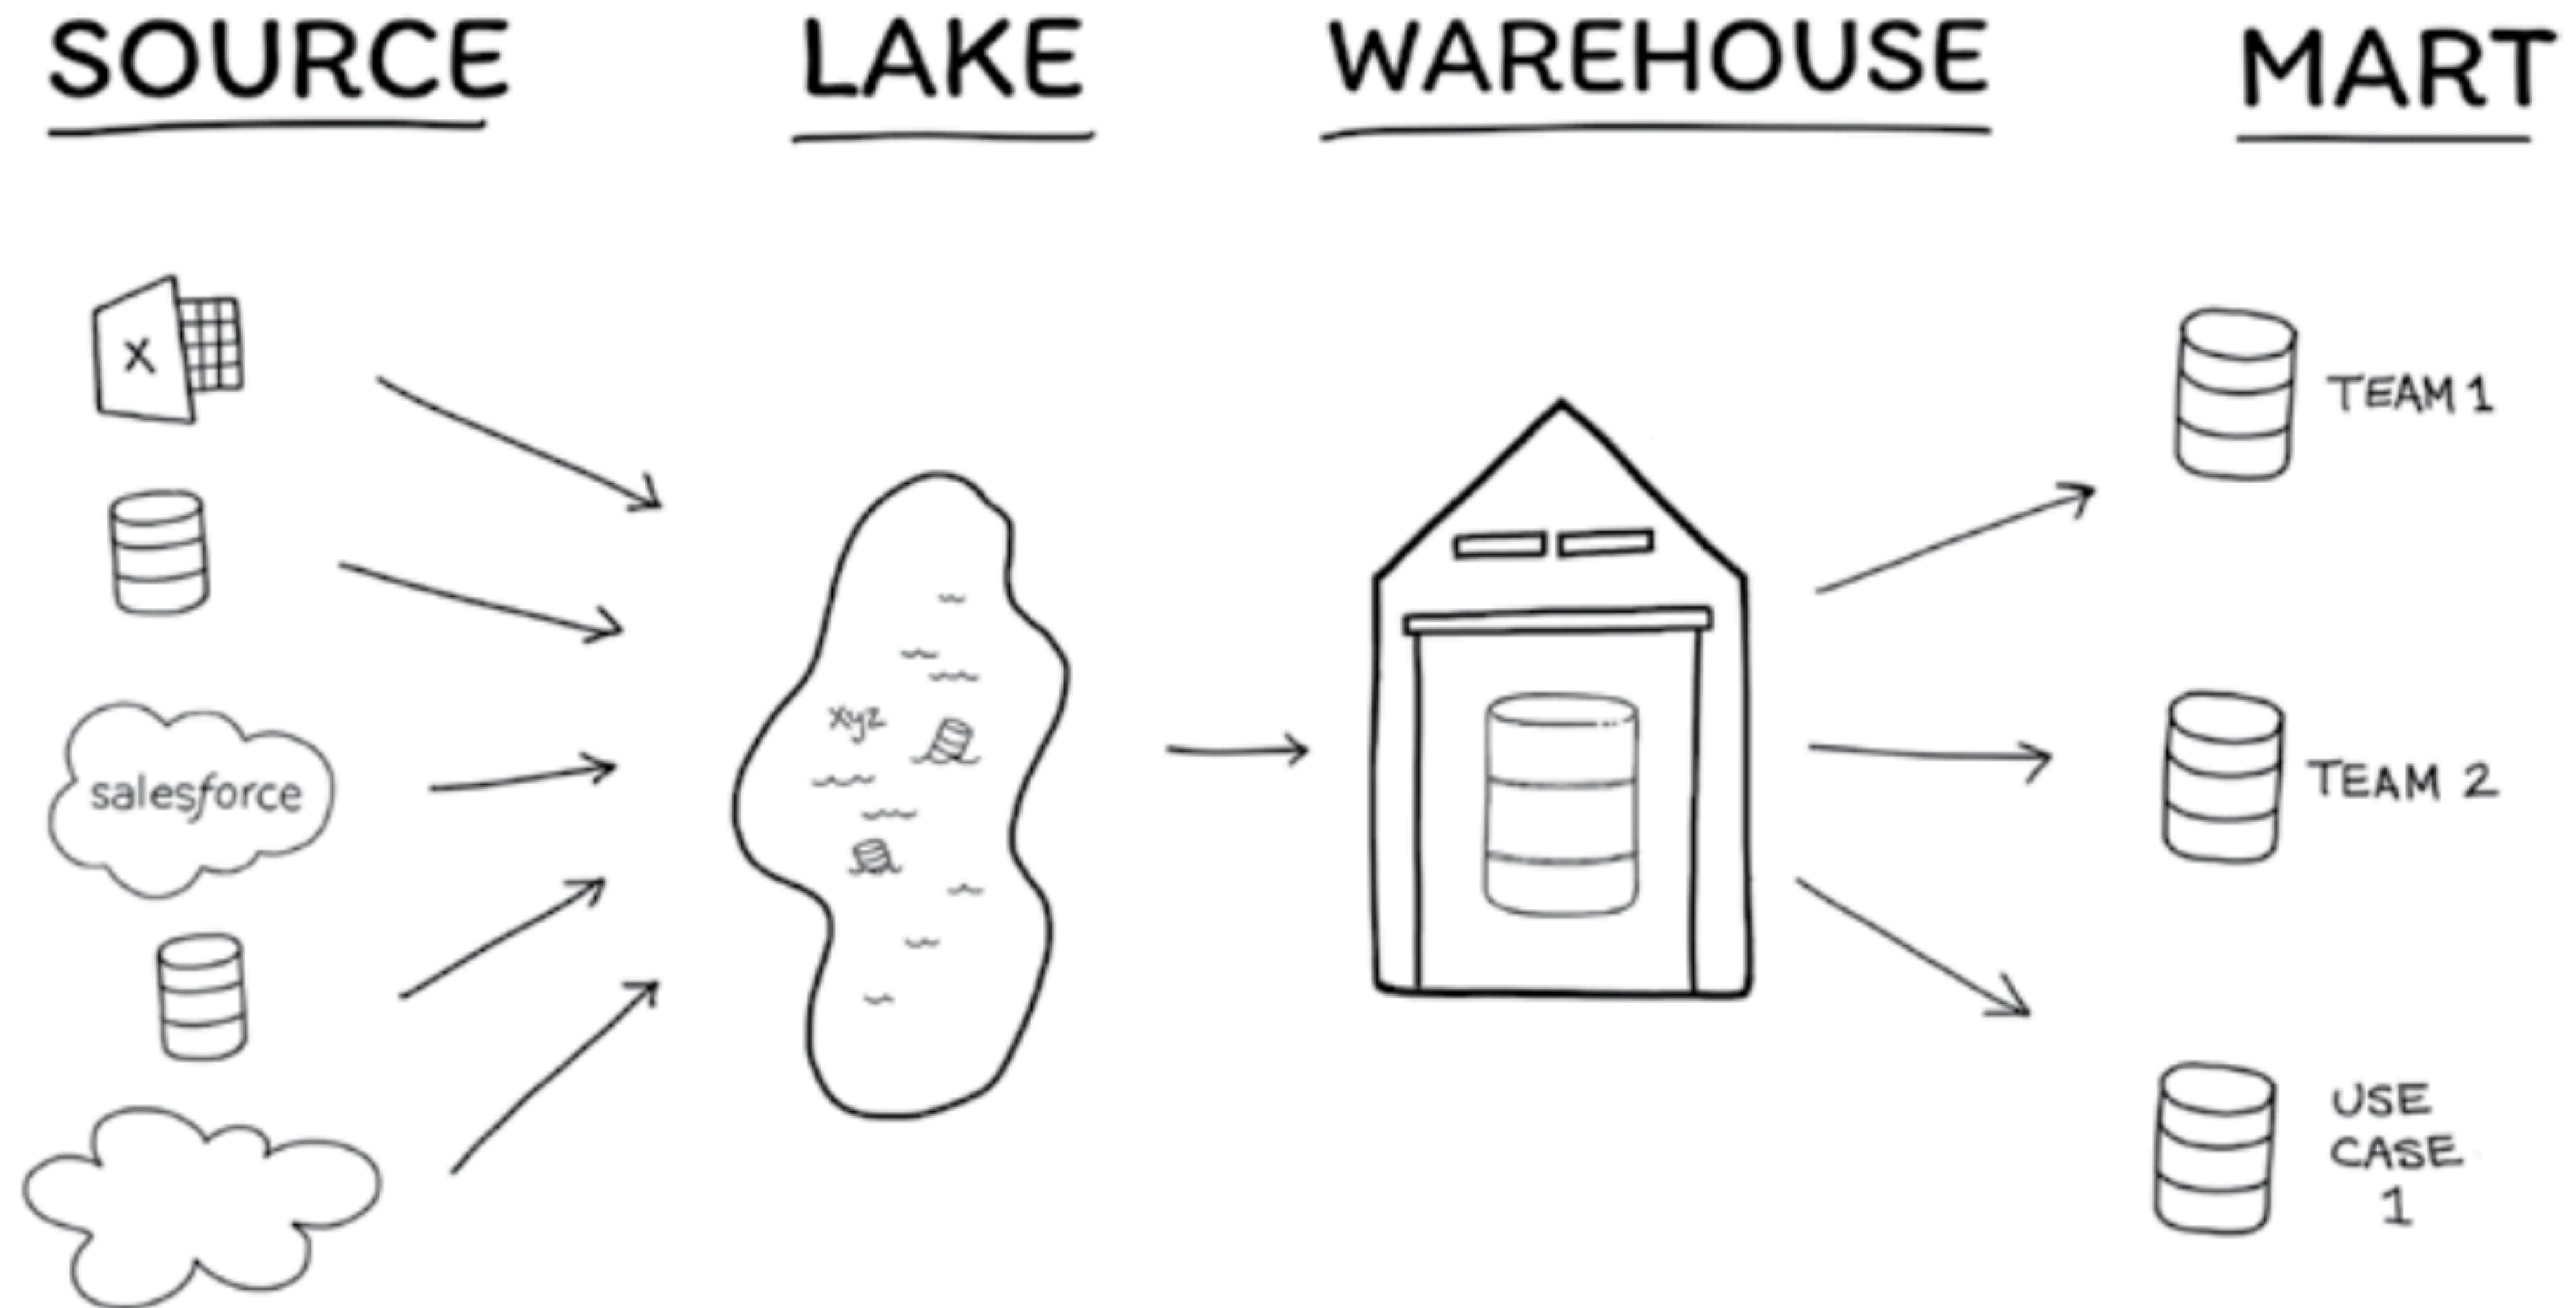 SOURCE
LAKE
WAREHOUSE
MART
X
salesforce
xyz
TEAM 1
TEAM 2
USE
CASE
1